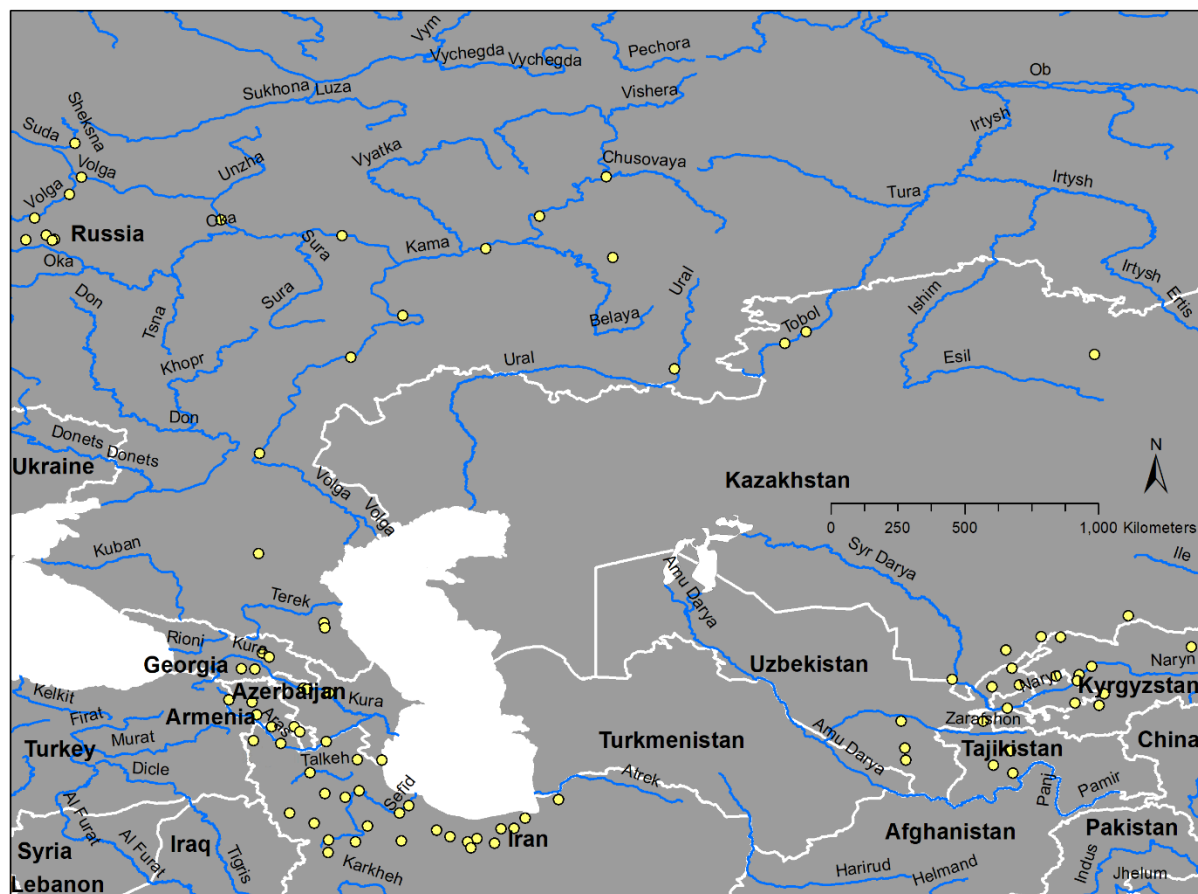 Vym
Vychegda
Vychegda
Pechora
Ob
Sukhona
Luza
Vishera
Irtysh
Sheksna
Suda
Volga
Unzha
Vyatka
Chusovaya
Tura
Irtysh
Volga
Oka
Russia
Sura
Kama
Oka
Don
Tsna
Sura
Ural
Belaya
Ishim
Irtysh
Ertis
Tobol
Khopr
Ural
Esil
Don
Donets
Donets
Ukraine
Volga
Volga
Kazakhstan
N
0 250 500 1,000 Kilometers
Kuban
Syr Darya
Ile
Amu Darya
Terek
Rioni
Kura
Georgia
Uzbekistan
Naryn
Naryn
Kyrgyzstan
Kelkit
Azerbaijan
Kura
Firat
Armenia
Aras
Zarafshon
Murat
Turkey
Talkeh
Turkmenistan
Amu Darya
Tajikistan
China
Dicle
Atrek
Sefid
Panj
Pamir
Al Furat
Iraq
Al Furat
Tigris
Iran
Afghanistan
Pakistan
Syria
Karkheh
Harirud
Helmand
Indus
Jhelum
Lebanon